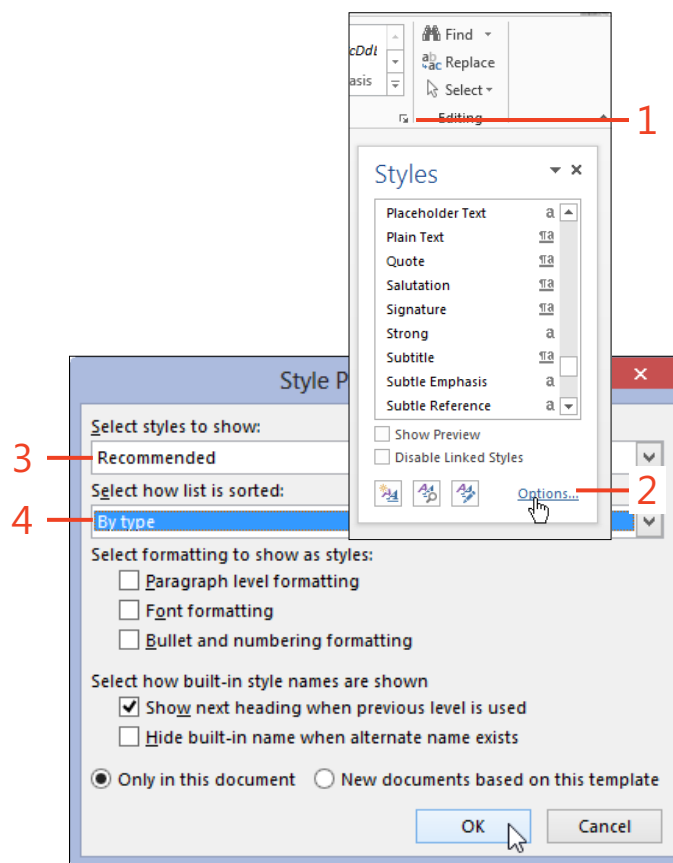 Find
cDdE
ab
ac Replace
asis
Select
Editing
1
Styles
Placeholder Text a
Plain Text ¶a
Quote ¶a
Salutation ¶a
Signature ¶a
Strong a
Subtitle ¶a
Subtle Emphasis a
Subtle Reference a
Show Preview
Disable Linked Styles
Options...
2
Style P
Select styles to show:
3
Recommended
Select how list is sorted:
4
By type
Select formatting to show as styles:
Paragraph level formatting
Font formatting
Bullet and numbering formatting
Select how built-in style names are shown
Show next heading when previous level is used
Hide built-in name when alternate name exists
Only in this document New documents based on this template
OK Cancel